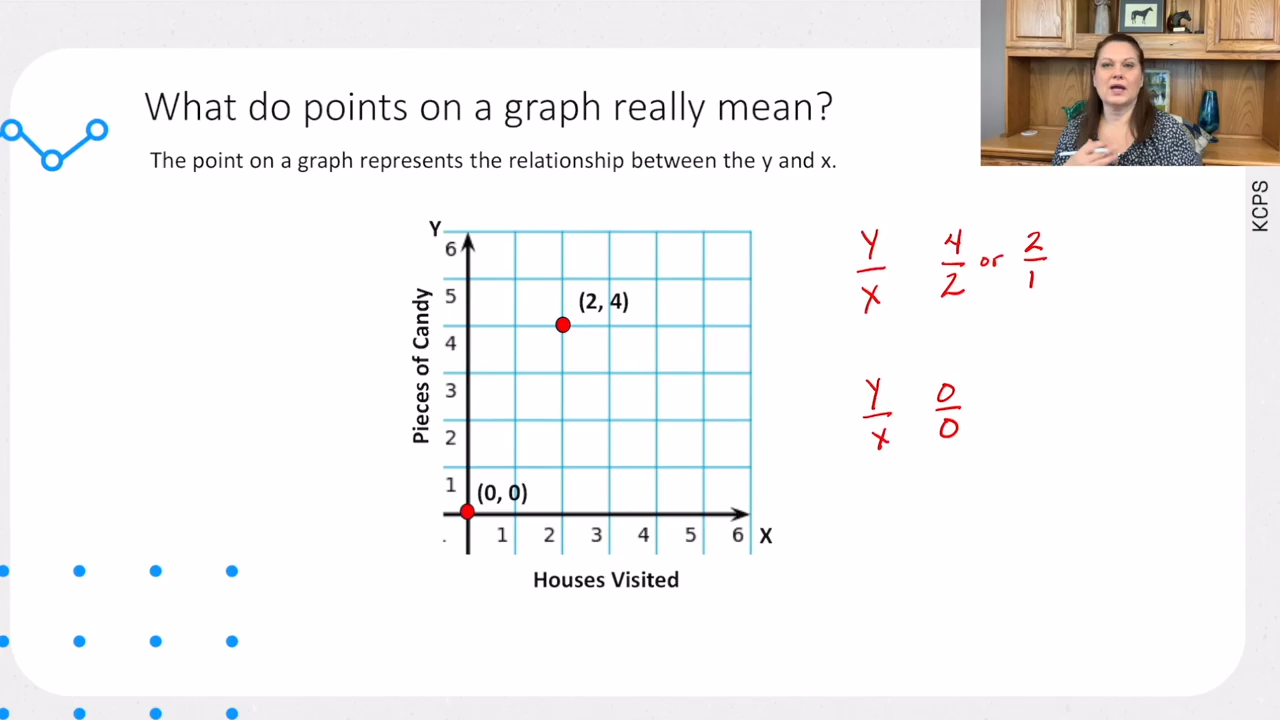 What do points on a graph really mean?
The point on a graph represents the relationship between the y and x.
KCPS
Y
6
5
4
3
2
1
Pieces of Candy
(2, 4)
(0, 0)
. 1 2 3 4 5 6 X
Houses Visited
Y/X 4/2 or 2/1
Y/X 0/0